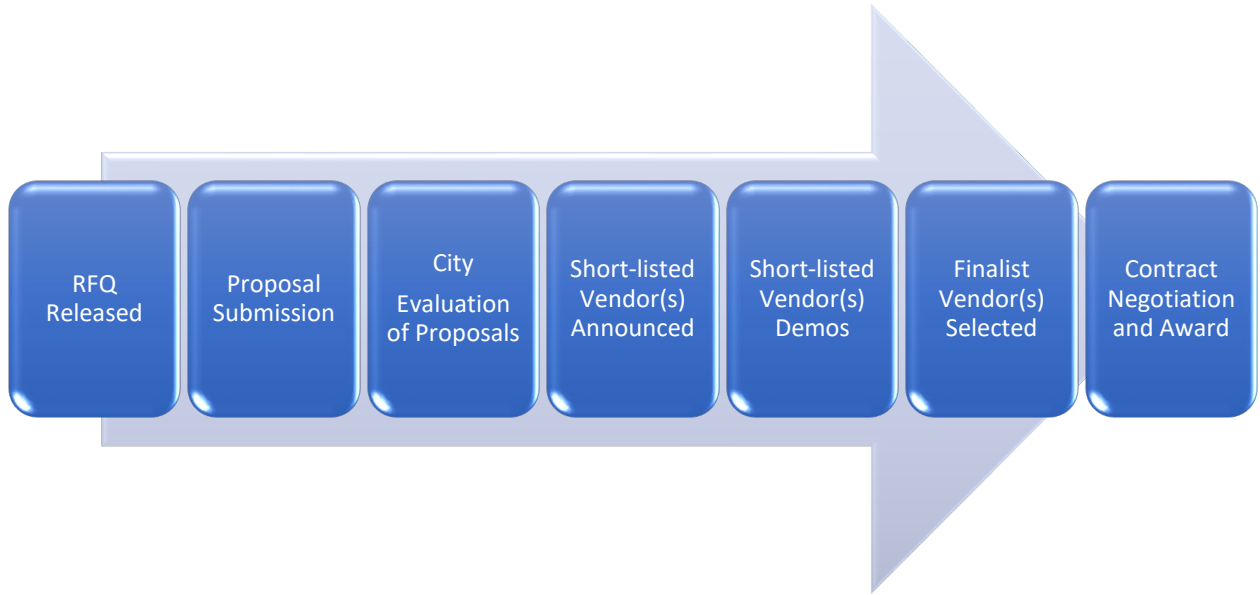 RFQ
Released
Proposal
Submission
City
Evaluation
of Proposals
Short-listed
Vendor(s)
Announced
Short-listed
Vendor(s)
Demos
Finalist
Vendor(s)
Selected
Contract
Negotiation
and Award